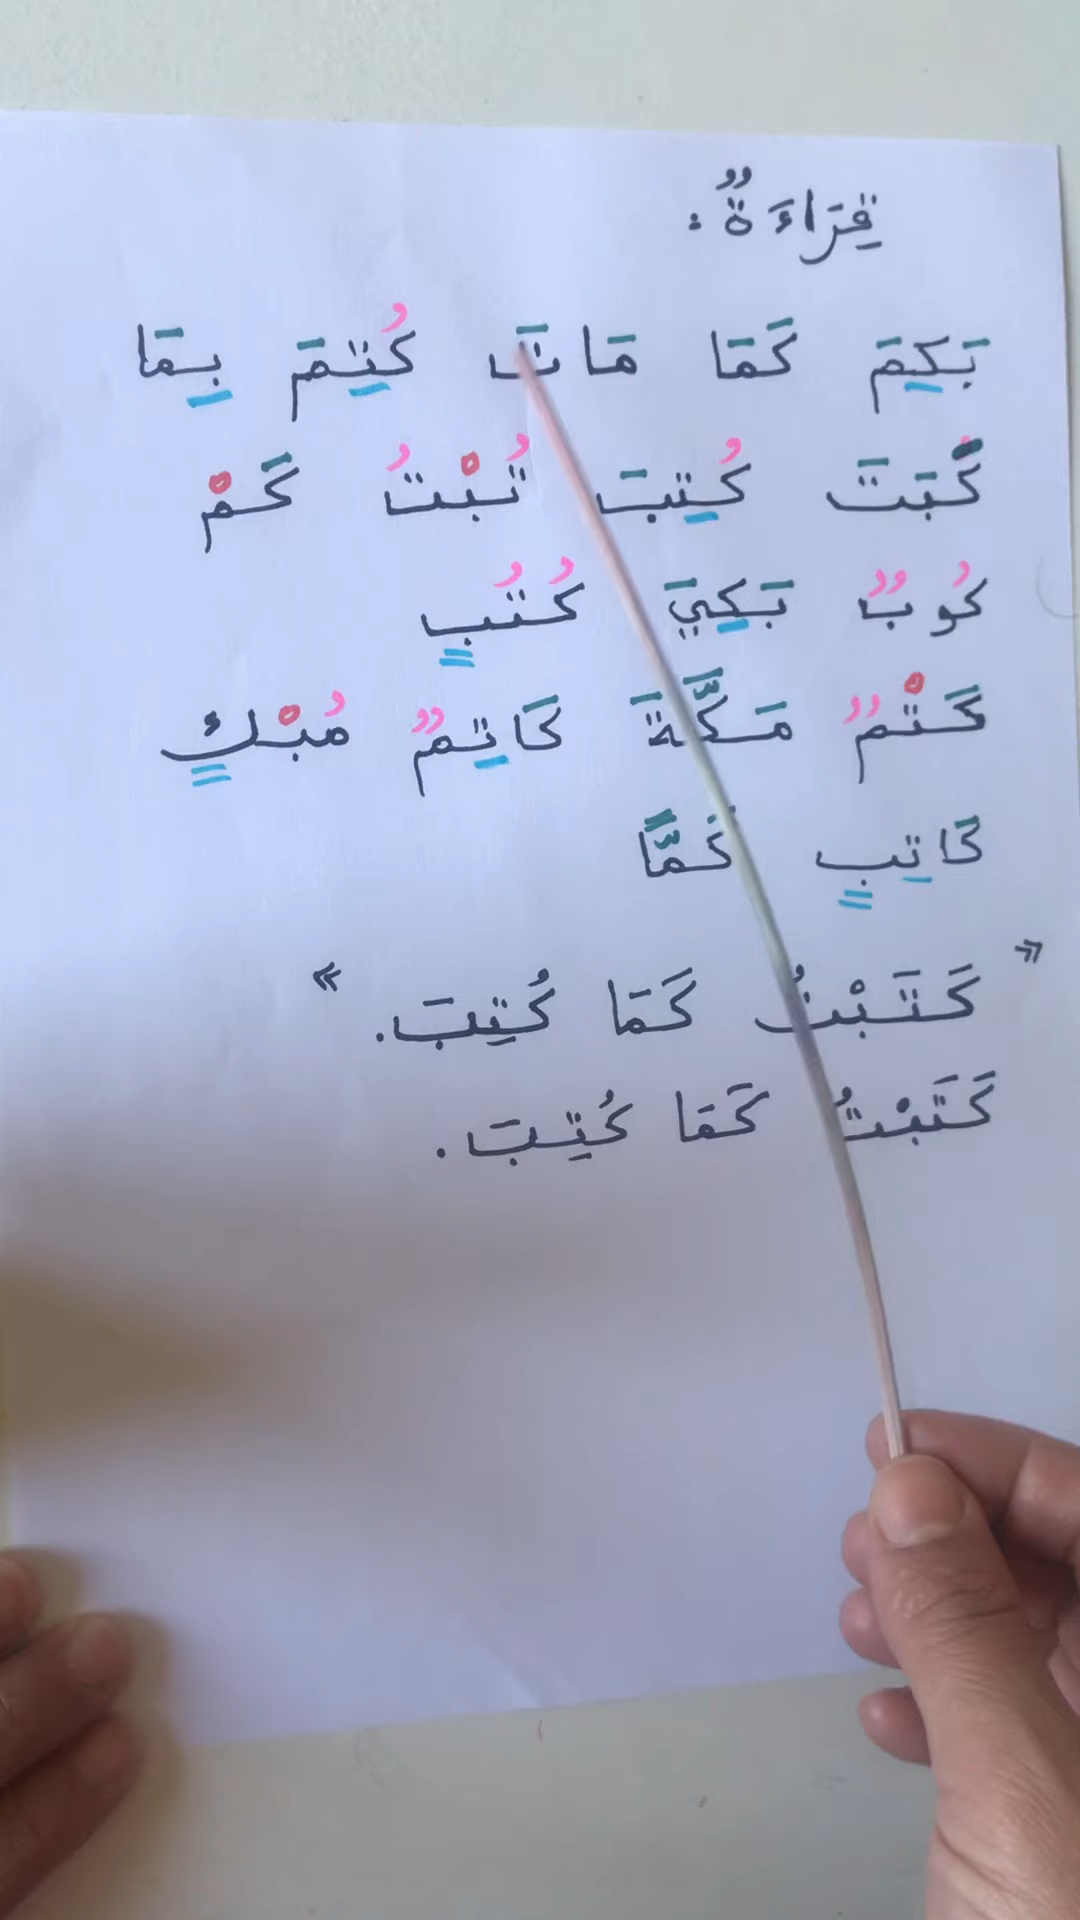 قِرَاءَةٌ :
بَكِمَ كَمَا مَاتَ كُتِمَ بِمَا
كَبَتَ كُتِبَ تُبْتُ كَمْ
كُوبٌ بَكِيَ كُتُبٍ
كَتْمٌ مَكَّةَ كَاتِمٌ مُبْكٍ
كَاتِبٍ كَمًّا
« كَتَبْتُ كَمَا كُتِبَ. »
كَتَبْتُ كَمَا كُتِبَ.